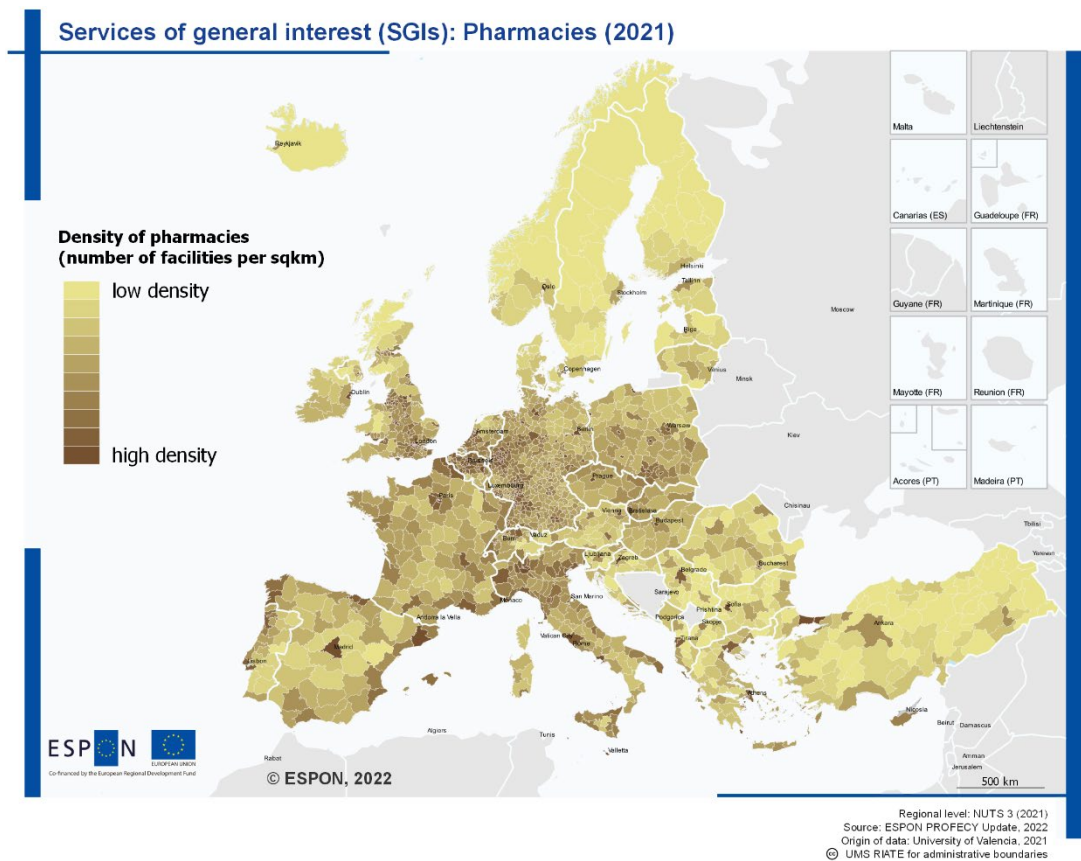 Services of general interest (SGIs): Pharmacies (2021)
Density of pharmacies
(number of facilities per sqkm)
low density
high density
Reykjavik
Helsinki
Tallinn
Oslo
Stockholm
Riga
Moscow
Copenhagen
Vilnius
Minsk
Dublin
Amsterdam
Berlin
Warsaw
London
Kiev
Luxembourg
Prague
Paris
Vienna
Bratislava
Chisinau
Budapest
Bern
Vaduz
Ljubljana
Zagreb
Tbilisi
Yerevan
Belgrade
Bucharest
Sarajevo
San Marino
Monaco
Andorra la Vella
Prishtina
Sofia
Podgorica
Skopje
Vatican City
Rome
Tirana
Madrid
Ankara
Lisbon
Athens
Nicosia
Algiers
Tunis
Valletta
Beirut
Damascus
Rabat
Amman
Jerusalem
Malta
Liechtenstein
Canarias (ES)
Guadeloupe (FR)
Guyane (FR)
Martinique (FR)
Mayotte (FR)
Reunion (FR)
Acores (PT)
Madeira (PT)
ESPON
EUROPEAN UNION
Co-financed by the European Regional Development Fund
© ESPON, 2022
500 km
Regional level: NUTS 3 (2021)
Source: ESPON PROFECY Update, 2022
Origin of data: University of Valencia, 2021
cc UMS RIATE for administrative boundaries